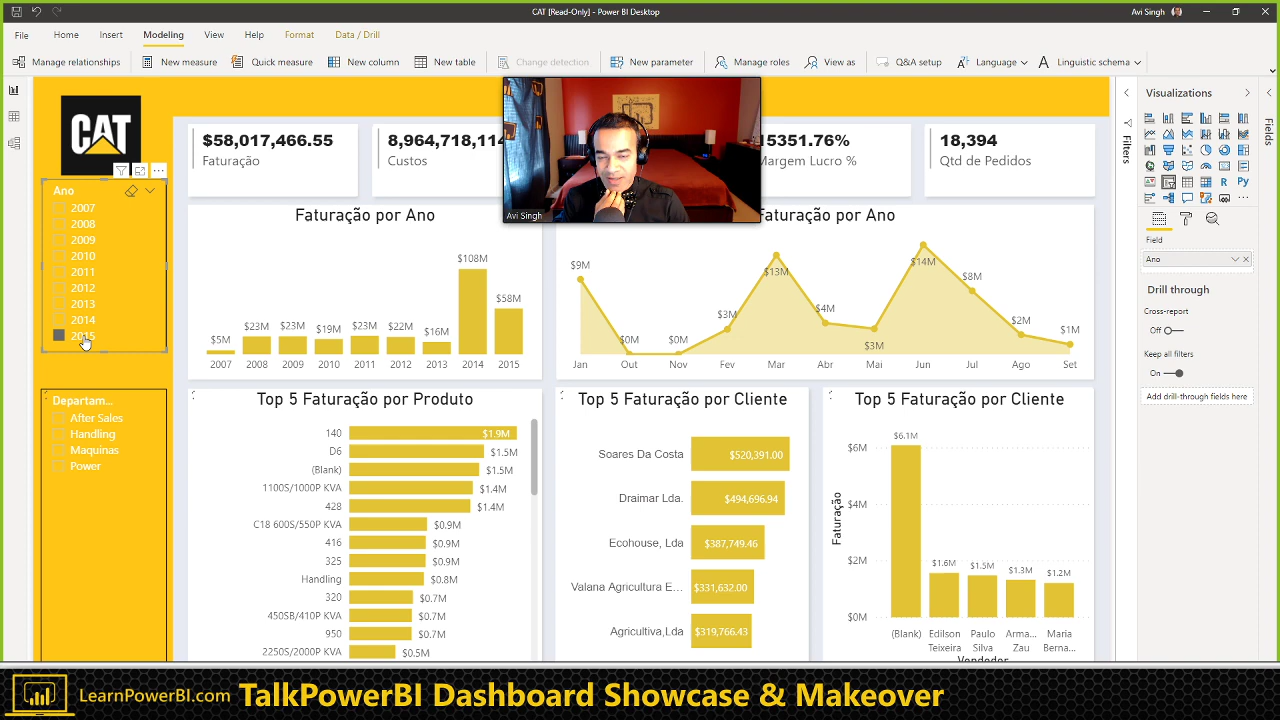 CAT [Read-Only] - Power BI Desktop
Avi Singh
File Home Insert Modeling View Help Format Data / Drill
Manage relationships New measure Quick measure New column New table Change detection New parameter Manage roles View as Q&A setup Language Linguistic schema
CAT
$58,017,466.55
Faturação
8,964,718,114
Custos
15351.76%
Margem Lucro %
18,394
Qtd de Pedidos
Avi Singh
Ano
2007
2008
2009
2010
2011
2012
2013
2014
2015
Departam...
After Sales
Handling
Maquinas
Power
Faturação por Ano
$5M $23M $23M $19M $23M $22M $16M $108M $58M
2007 2008 2009 2010 2011 2012 2013 2014 2015
Faturação por Ano
$9M $0M $0M $3M $13M $4M $3M $14M $8M $2M $1M
Jan Out Nov Fev Mar Abr Mai Jun Jul Ago Set
Top 5 Faturação por Produto
140 $1.9M
D6 $1.5M
(Blank) $1.5M
1100S/1000P KVA $1.4M
428 $1.4M
C18 600S/550P KVA $0.9M
416 $0.9M
325 $0.9M
Handling $0.8M
320 $0.7M
450SB/410P KVA $0.7M
950 $0.7M
2250S/2000P KVA $0.5M
Top 5 Faturação por Cliente
Soares Da Costa $520,391.00
Draimar Lda. $494,696.94
Ecohouse, Lda $387,749.46
Valana Agricultura E... $331,632.00
Agricultiva,Lda $319,766.43
Top 5 Faturação por Cliente
Faturação
$6M
$4M
$2M
$0M
$6.1M $1.6M $1.5M $1.3M $1.2M
(Blank) Edilson Teixeira Paulo Silva Arma... Zau Maria Berna...
Vendedor
Filters
Visualizations
Fields
R Py
Field
Ano
Drill through
Cross-report
Off
Keep all filters
On
Add drill-through fields here
LearnPowerBI.com TalkPowerBI Dashboard Showcase & Makeover